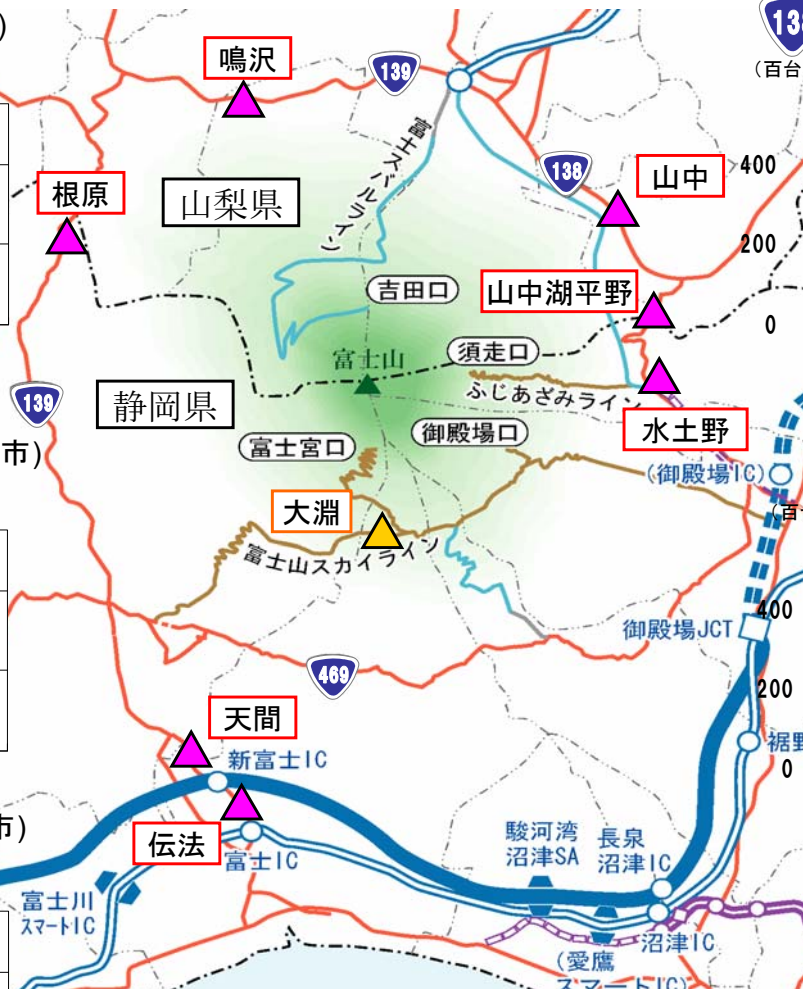 )
鳴沢
139
138
(百台
富士スバルライン
138
400
山中
根原
山梨県
200
吉田口
山中湖平野
0
須走口
富士山
ふじあざみライン
139
静岡県
水土野
御殿場口
富士宮口
市)
(御殿場IC)
大淵
(百台
富士山スカイライン
400
御殿場JCT
469
200
天間
裾野
新富士IC
0
市)
伝法
富士IC
駿河湾
沼津SA
長泉
沼津IC
富士川
スマートIC
沼津IC
(愛鷹
スマートIC)